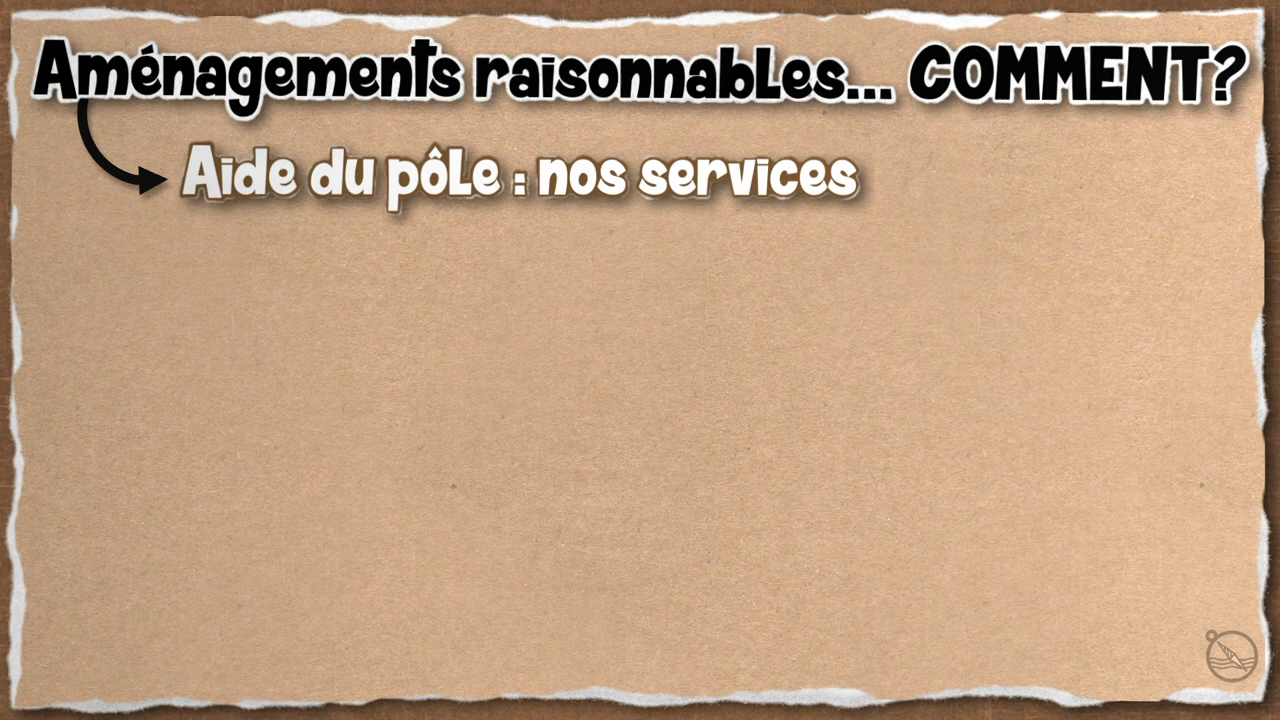 Aménagements raisonnables... COMMENT?
Aide du pôle : nos services